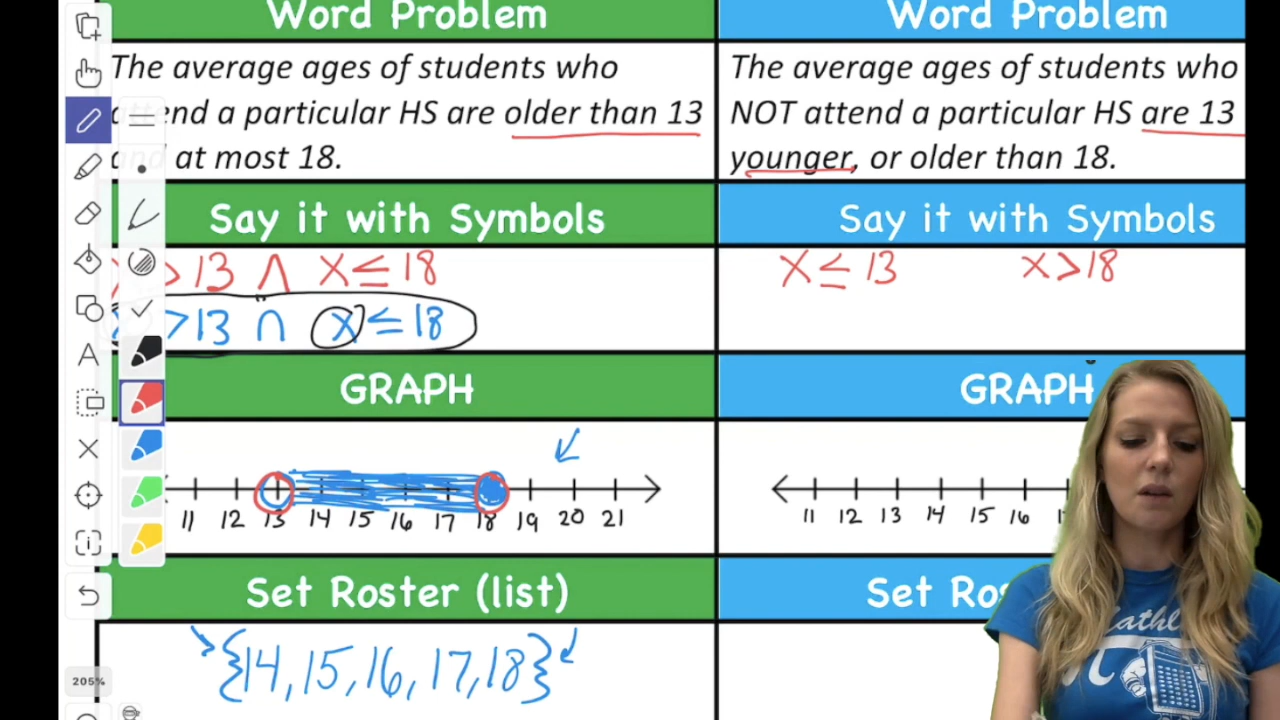 Word Problem
The average ages of students who
attend a particular HS are older than 13
and at most 18.
Say it with Symbols
x > 13 ∧ x ≤ 18
x > 13 ∩ x ≤ 18
GRAPH
11 12 13 14 15 16 17 18 19 20 21
Set Roster (list)
{14, 15, 16, 17, 18}
Word Problem
The average ages of students who
NOT attend a particular HS are 13
younger, or older than 18.
Say it with Symbols
x ≤ 13 x > 18
GRAPH
11 12 13 14 15 16
Set
A
205%